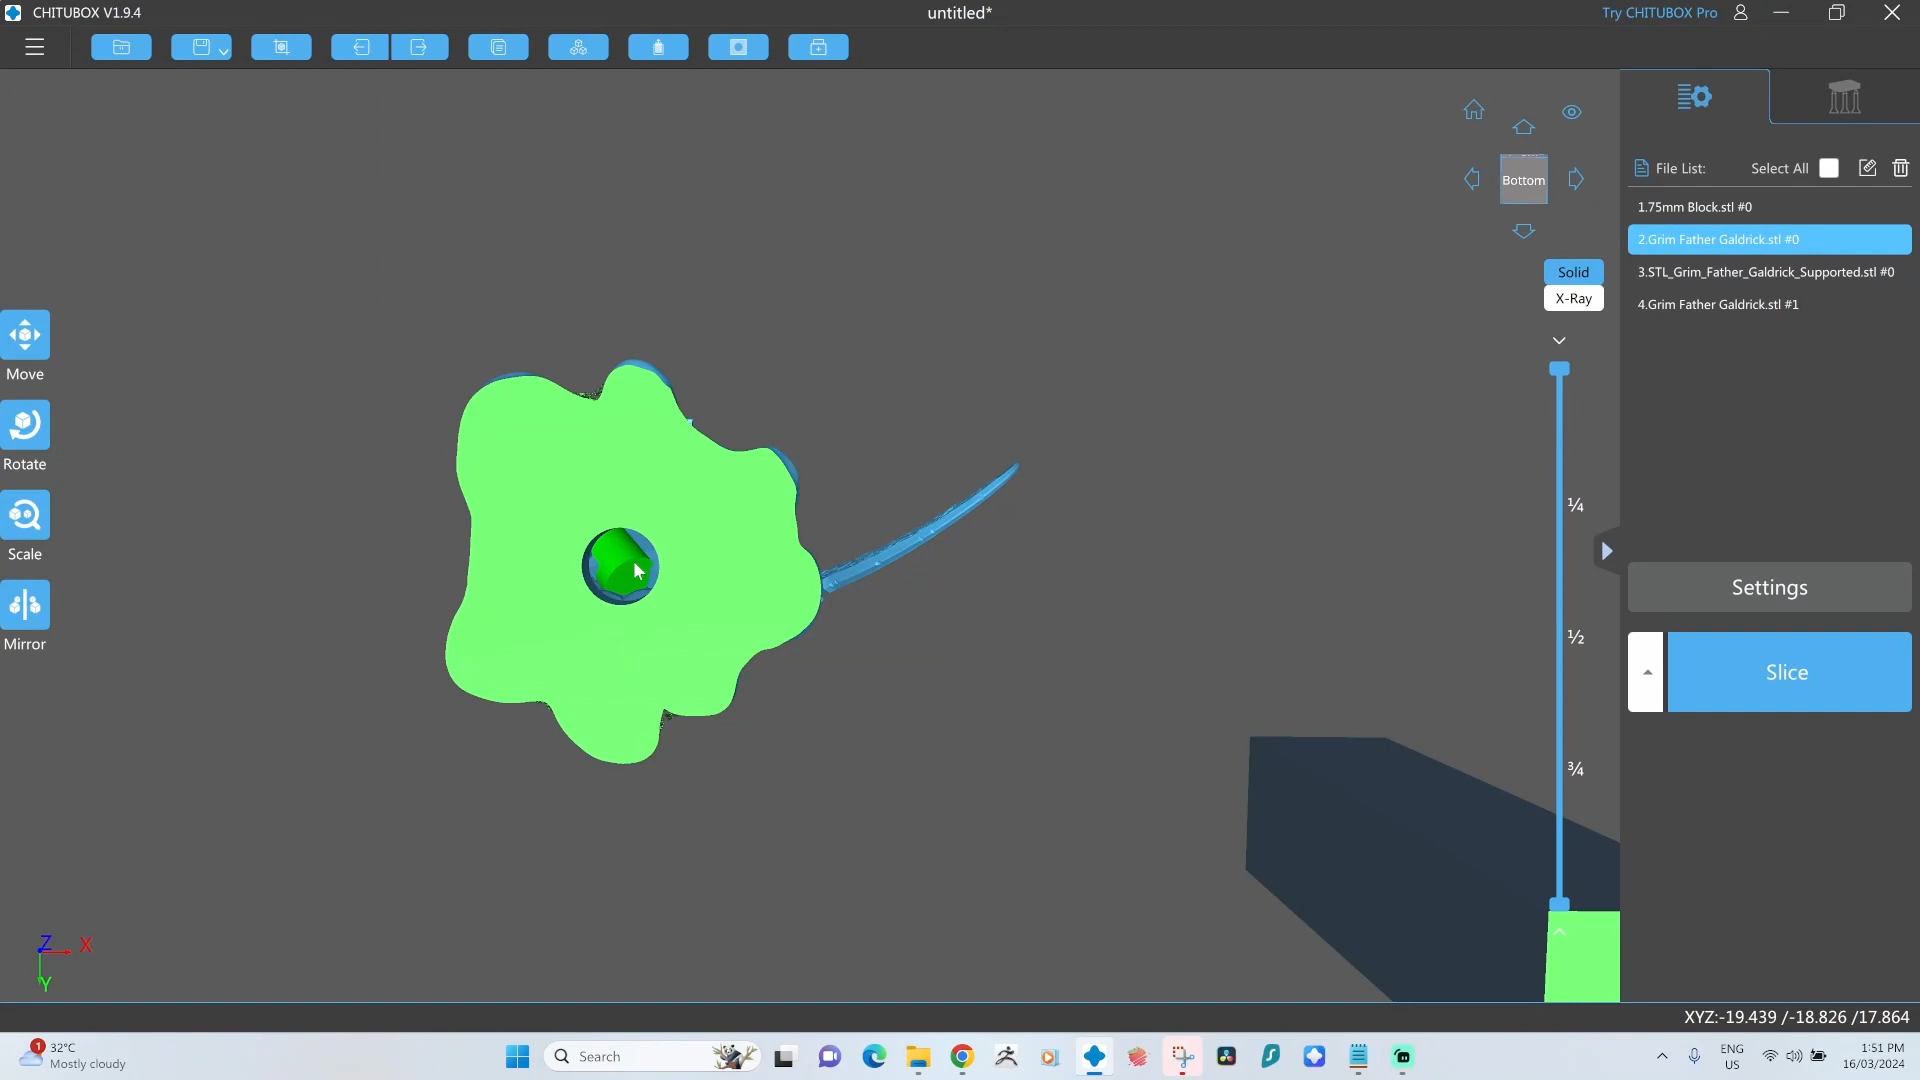 CHITUBOX V1.9.4
untitled*
Try CHITUBOX Pro
File List:
Select All
Bottom
1.75mm Block.stl #0
2.Grim Father Galdrick.stl #0
3.STL_Grim_Father_Galdrick_Supported.stl #0
4.Grim Father Galdrick.stl #1
Solid
X-Ray
Move
Rotate
Scale
Mirror
¼
½
¾
Settings
Slice
Z X
Y
XYZ:-19.439 /-18.826 /17.864
1
32°C
Mostly cloudy
Search
ENG
US
1:51 PM
16/03/2024